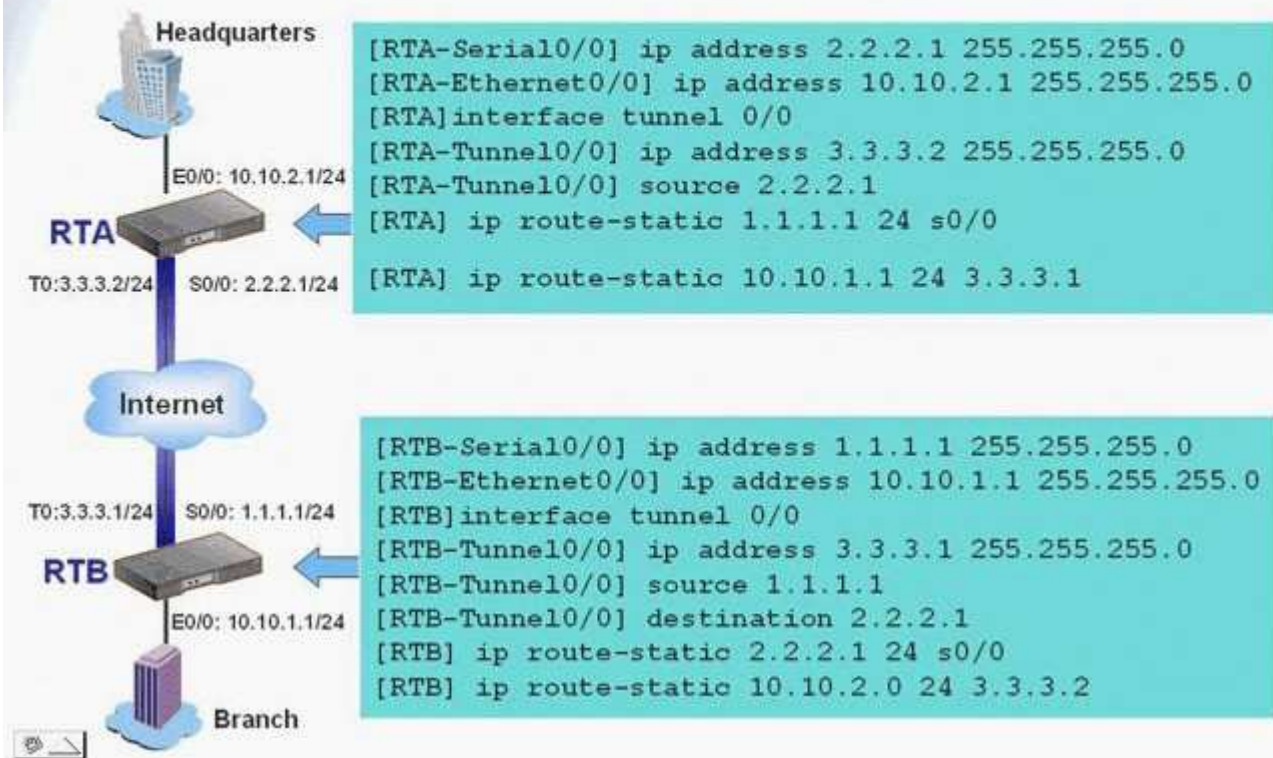 Headquarters
[RTA-Serial0/0] ip address 2.2.2.1 255.255.255.0
[RTA-Ethernet0/0] ip address 10.10.2.1 255.255.255.0
[RTA]interface tunnel 0/0
[RTA-Tunnel0/0] ip address 3.3.3.2 255.255.255.0
[RTA-Tunnel0/0] source 2.2.2.1
[RTA] ip route-static 1.1.1.1 24 s0/0
[RTA] ip route-static 10.10.1.1 24 3.3.3.1
E0/0: 10.10.2.1/24
RTA
T0:3.3.3.2/24 S0/0: 2.2.2.1/24
Internet
T0:3.3.3.1/24 S0/0: 1.1.1.1/24
RTB
E0/0: 10.10.1.1/24
Branch
[RTB-Serial0/0] ip address 1.1.1.1 255.255.255.0
[RTB-Ethernet0/0] ip address 10.10.1.1 255.255.255.0
[RTB]interface tunnel 0/0
[RTB-Tunnel0/0] ip address 3.3.3.1 255.255.255.0
[RTB-Tunnel0/0] source 1.1.1.1
[RTB-Tunnel0/0] destination 2.2.2.1
[RTB] ip route-static 2.2.2.1 24 s0/0
[RTB] ip route-static 10.10.2.0 24 3.3.3.2